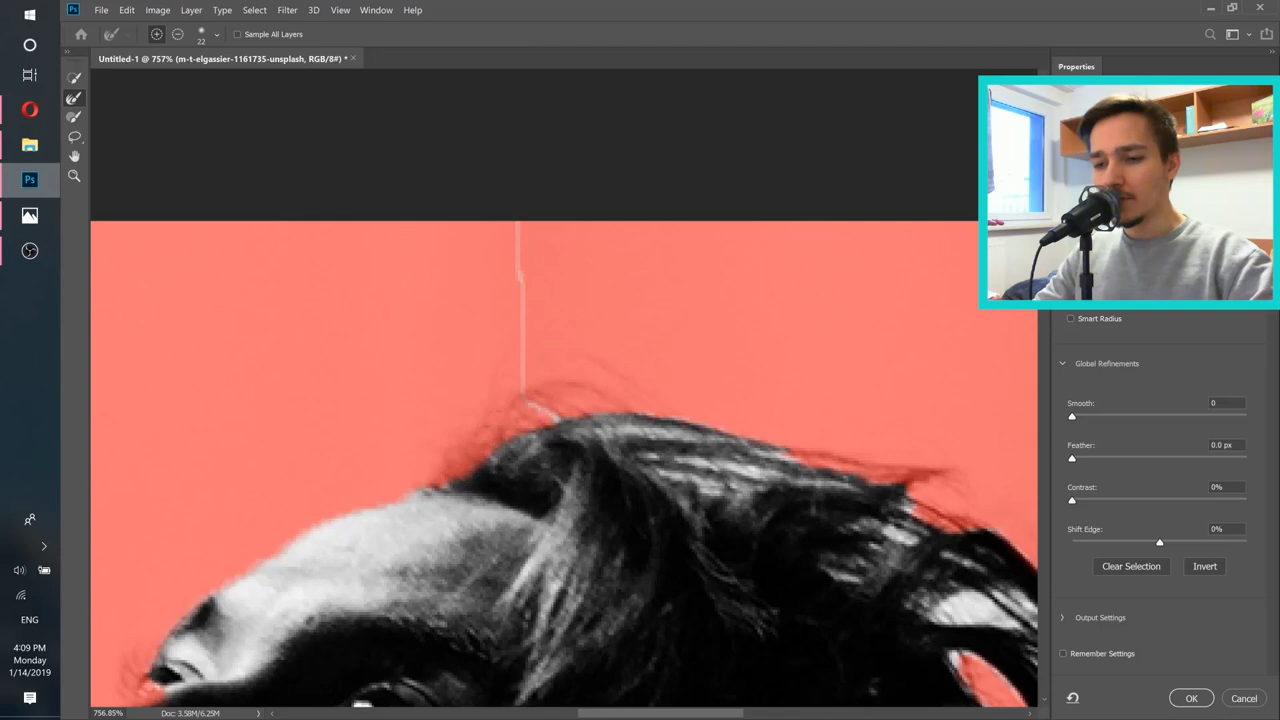 Ps File Edit Image Layer Type Select Filter 3D View Window Help
22 Sample All Layers
Untitled-1 @ 757% (m-t-elgassier-1161735-unsplash, RGB/8#) * ×
Properties
Ps
Smart Radius
Global Refinements
Smooth: 0
Feather: 0.0 px
Contrast: 0%
Shift Edge: 0%
Clear Selection Invert
Output Settings
Remember Settings
OK Cancel
ENG
4:09 PM
Monday
1/14/2019
756.85% Doc: 3.58M/6.25M